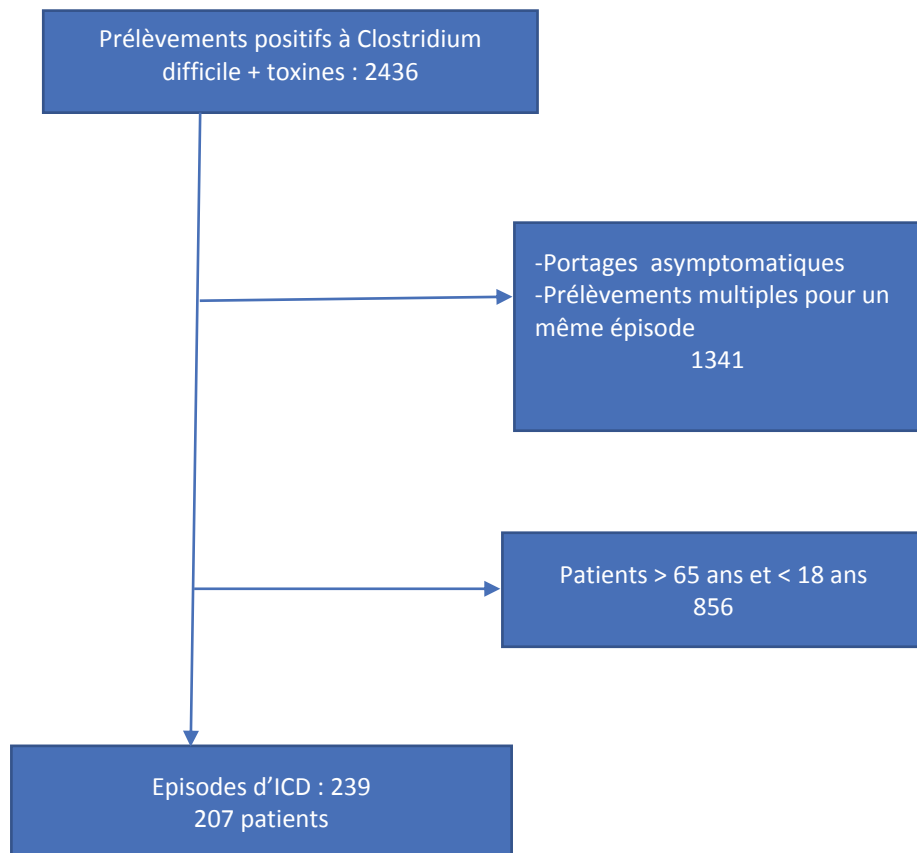 Prélèvements positifs à Clostridium
difficile + toxines : 2436
-Portages  asymptomatiques
-Prélèvements multiples pour un
même épisode
1341
Patients > 65 ans et < 18 ans
856
Episodes d’ICD : 239
207 patients